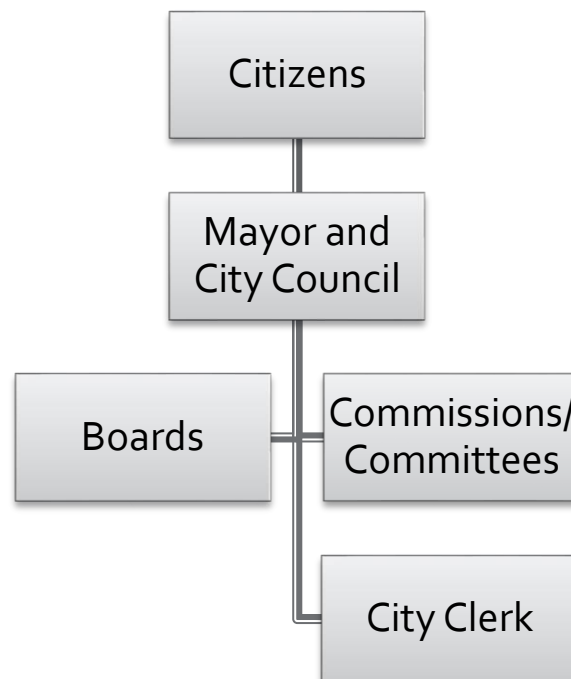 Citizens
Mayor and
City Council
Boards
Commissions/
Committees
City Clerk